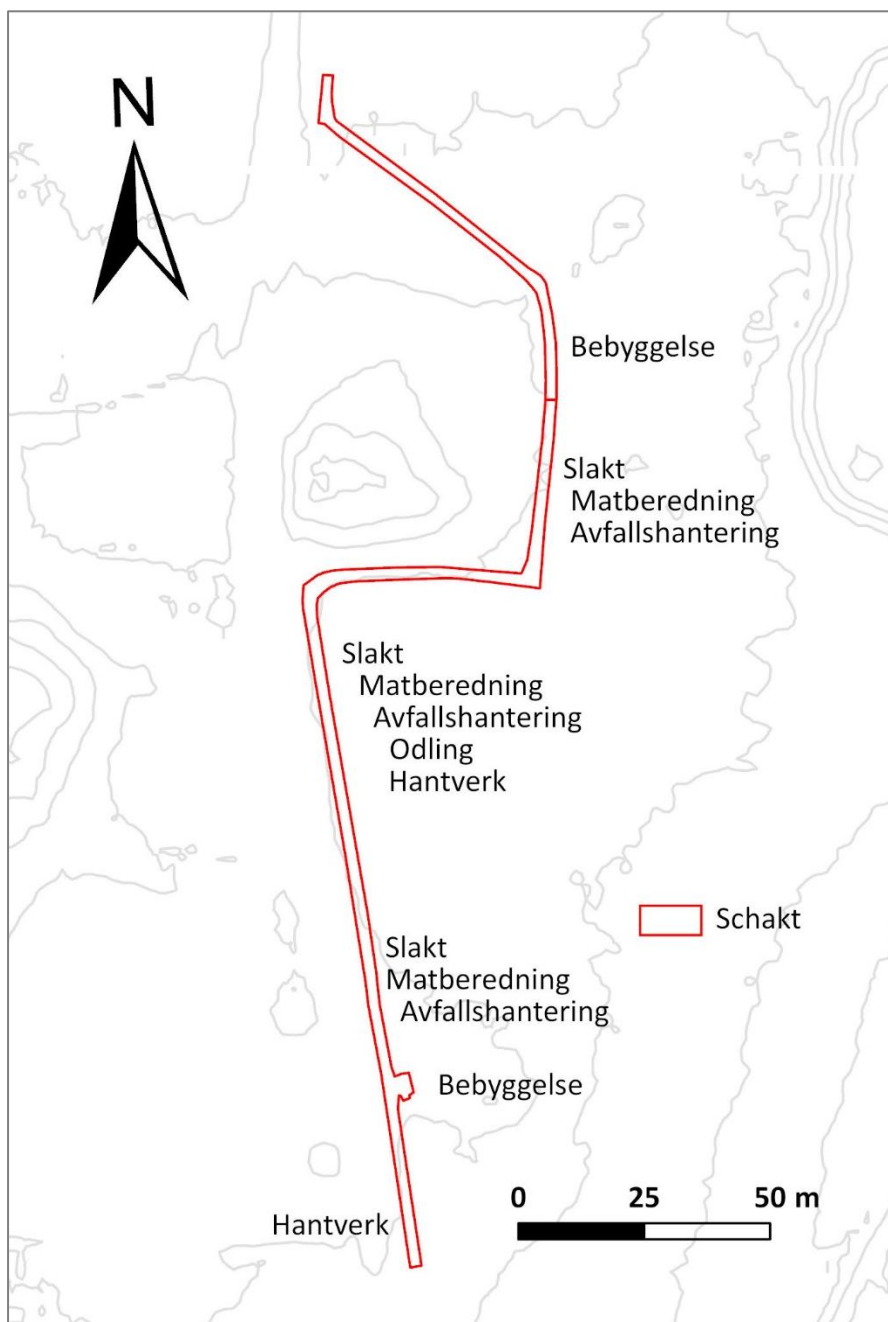 N
Bebyggelse
Slakt
Matberedning
Avfallshantering
Slakt
Matberedning
Avfallshantering
Odling
Hantverk
Schakt
Slakt
Matberedning
Avfallshantering
Bebyggelse
0 25 50 m
Hantverk